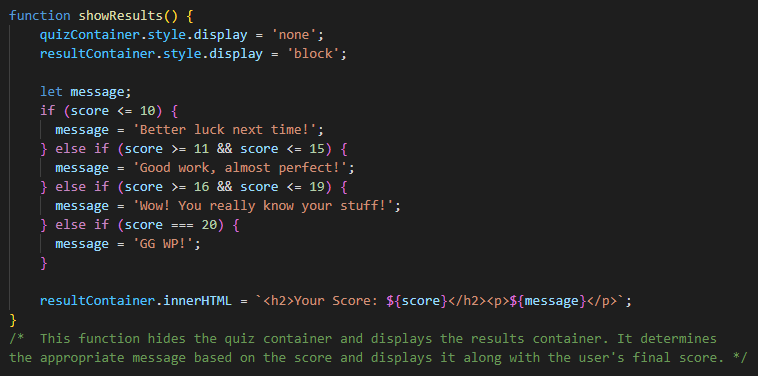 function showResults() {
    quizContainer.style.display = 'none';
    resultContainer.style.display = 'block';

    let message;
    if (score <= 10) {
      message = 'Better luck next time!';
    } else if (score >= 11 && score <= 15) {
      message = 'Good work, almost perfect!';
    } else if (score >= 16 && score <= 19) {
      message = 'Wow! You really know your stuff!';
    } else if (score === 20) {
      message = 'GG WP!';
    }

    resultContainer.innerHTML = `<h2>Your Score: ${score}</h2><p>${message}</p>`;
}
/*  This function hides the quiz container and displays the results container. It determines
the appropriate message based on the score and displays it along with the user's final score. */